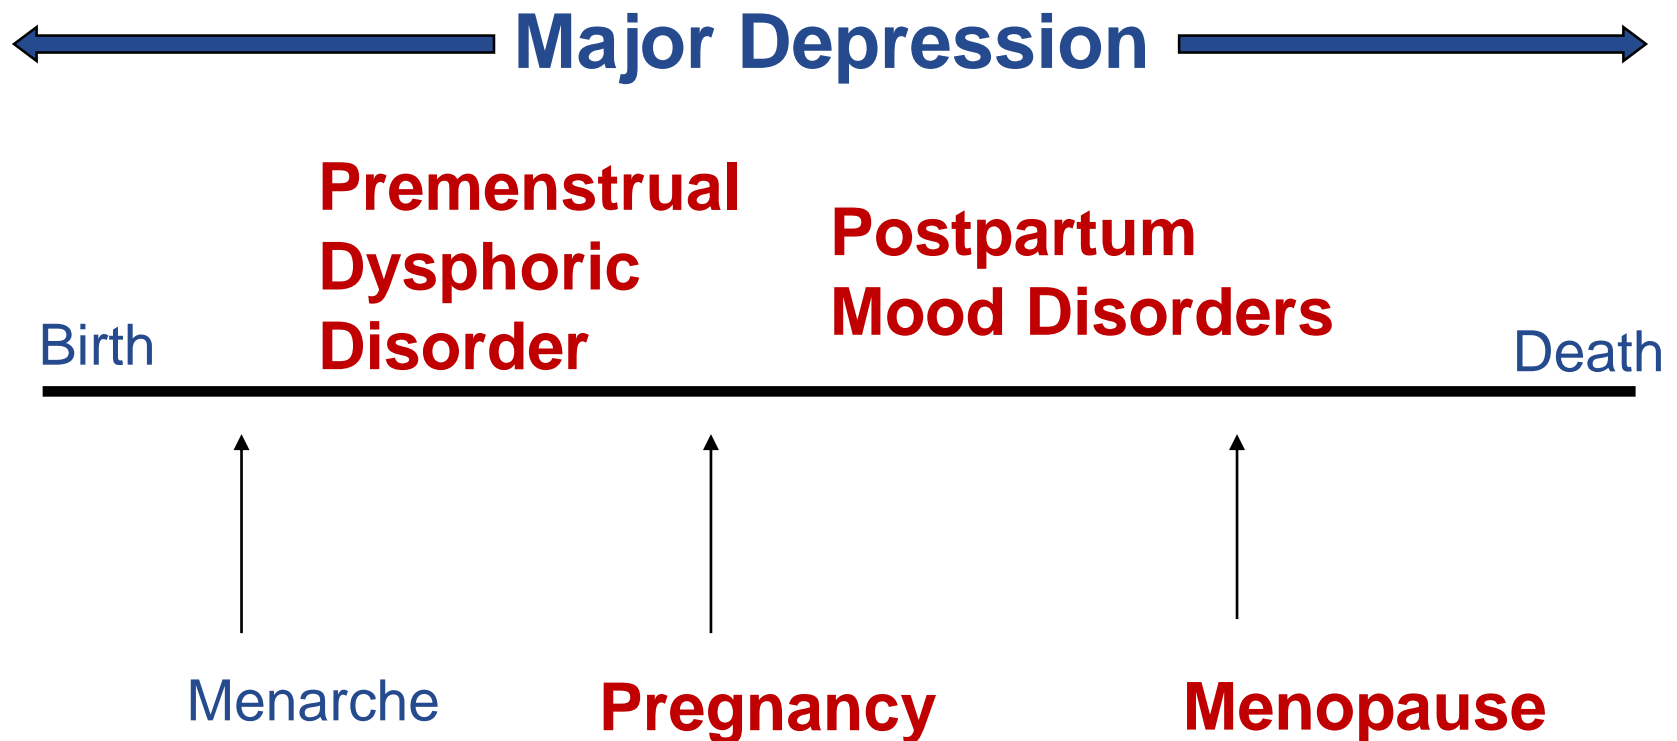 Major Depression
Premenstrual
Dysphoric
Disorder
Postpartum
Mood Disorders
Birth
Death
Menarche
Pregnancy
Menopause